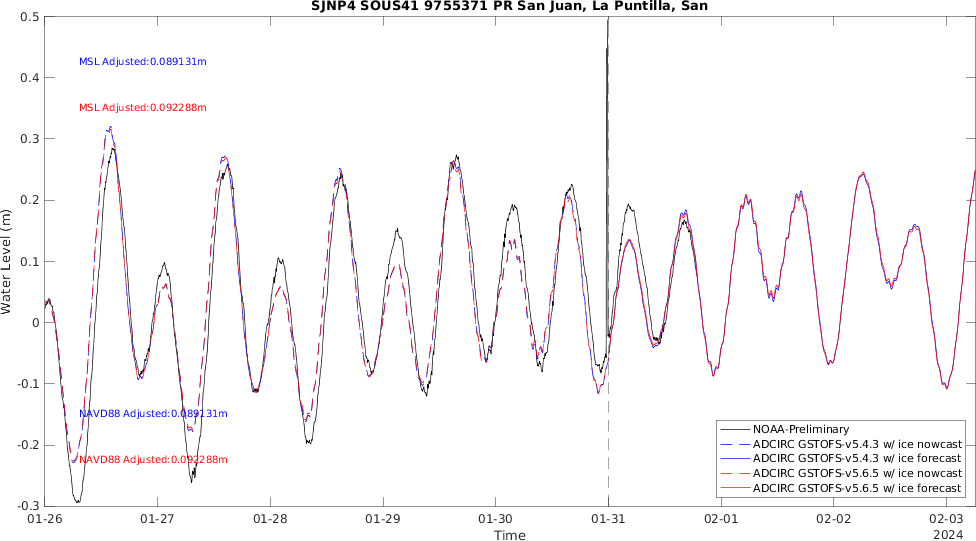 SJNP4 SOUS41 9755371 PR San Juan, La Puntilla, San
0.5
MSL Adjusted:0.089131m
0.4
MSL Adjusted:0.092288m
0.3
0.2
0.1
0
-0.1
NAVD88 Adjusted:0.089131m
-0.2
NAVD88 Adjusted:0.092288m
-0.3
Water Level (m)
NOAA-Preliminary
ADCIRC GSTOFS-v5.4.3 w/ ice nowcast
ADCIRC GSTOFS-v5.4.3 w/ ice forecast
ADCIRC GSTOFS-v5.6.5 w/ ice nowcast
ADCIRC GSTOFS-v5.6.5 w/ ice forecast
01-26 01-27 01-28 01-29 01-30 01-31 02-01 02-02 02-03
Time
2024